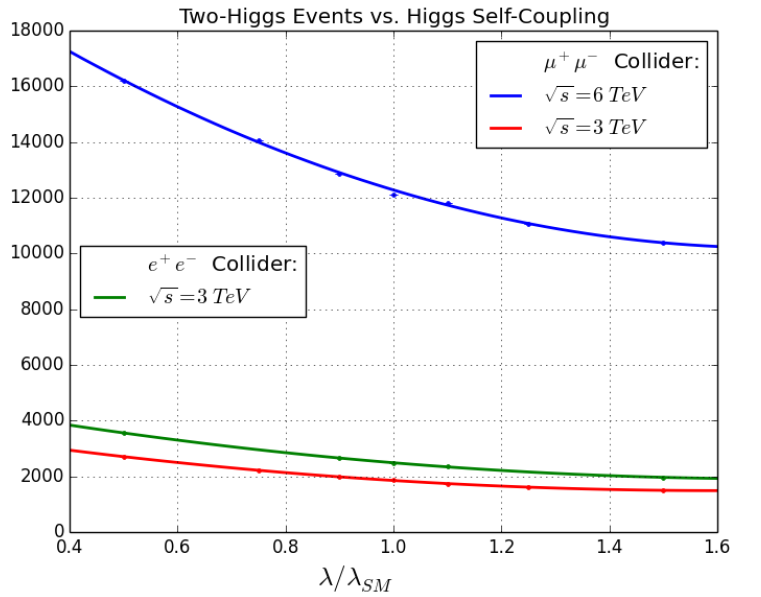 Two-Higgs Events vs. Higgs Self-Coupling
18000
16000
14000
12000
10000
8000
6000
4000
2000
0
μ⁺ μ⁻ Collider:
√s = 6 TeV
√s = 3 TeV
e⁺ e⁻ Collider:
√s = 3 TeV
0.4 0.6 0.8 1.0 1.2 1.4 1.6
λ/λ_SM